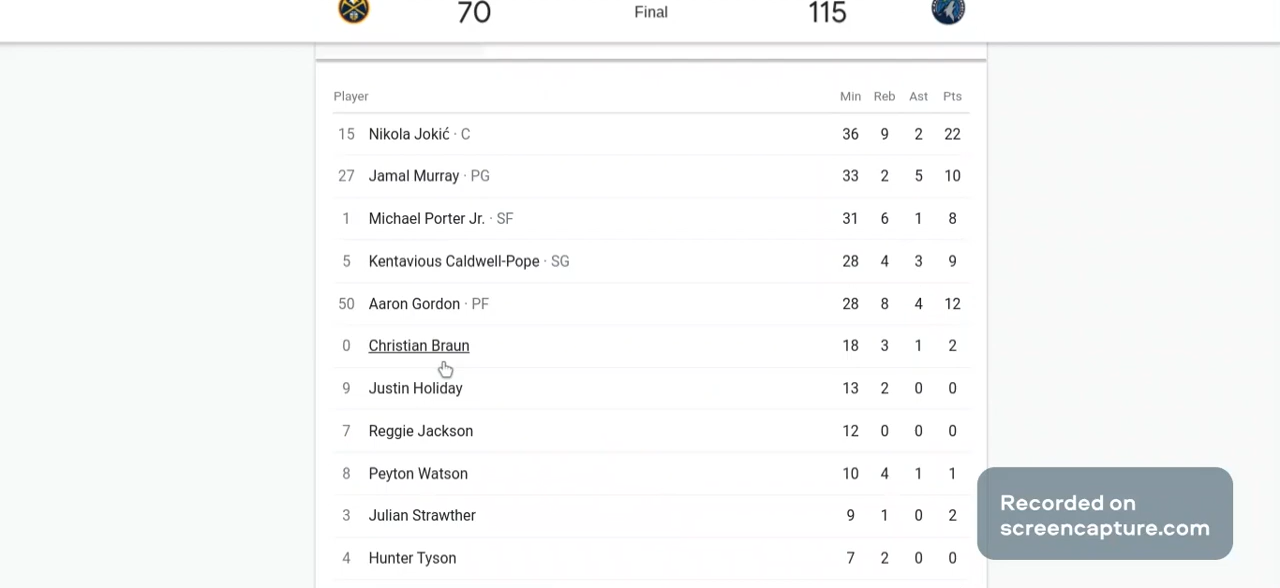 70 Final 115
Player Min Reb Ast Pts
15 Nikola Jokić · C 36 9 2 22
27 Jamal Murray · PG 33 2 5 10
1 Michael Porter Jr. · SF 31 6 1 8
5 Kentavious Caldwell-Pope · SG 28 4 3 9
50 Aaron Gordon · PF 28 8 4 12
0 Christian Braun 18 3 1 2
9 Justin Holiday 13 2 0 0
7 Reggie Jackson 12 0 0 0
8 Peyton Watson 10 4 1 1
3 Julian Strawther 9 1 0 2
4 Hunter Tyson 7 2 0 0
Recorded on
screencapture.com